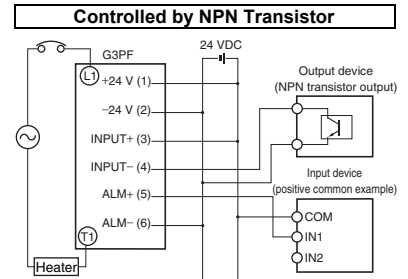 Controlled by NPN Transistor
24 VDC
G3PF
L1
+24 V (1)
−24 V (2)
INPUT+ (3)
INPUT− (4)
ALM+ (5)
ALM− (6)
T1
Heater
Output device
(NPN transistor output)
Input device
(positive common example)
COM
IN1
IN2